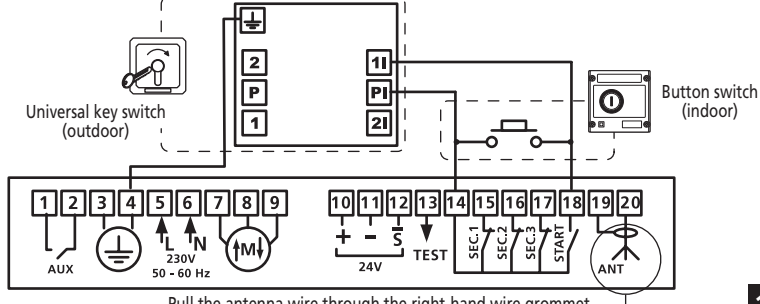 2 1I
P PI
1 2I
Universal key switch
(outdoor)
Button switch
(indoor)
1 2 3 4 5 6 7 8 9 10 11 12 13 14 15 16 17 18 19 20
AUX
L N
230V
50 - 60 Hz
M
+ - S
24V
TEST
SEC.1
SEC.2
SEC.3
START
ANT
Pull the antenna wire through the right-hand wire grommet